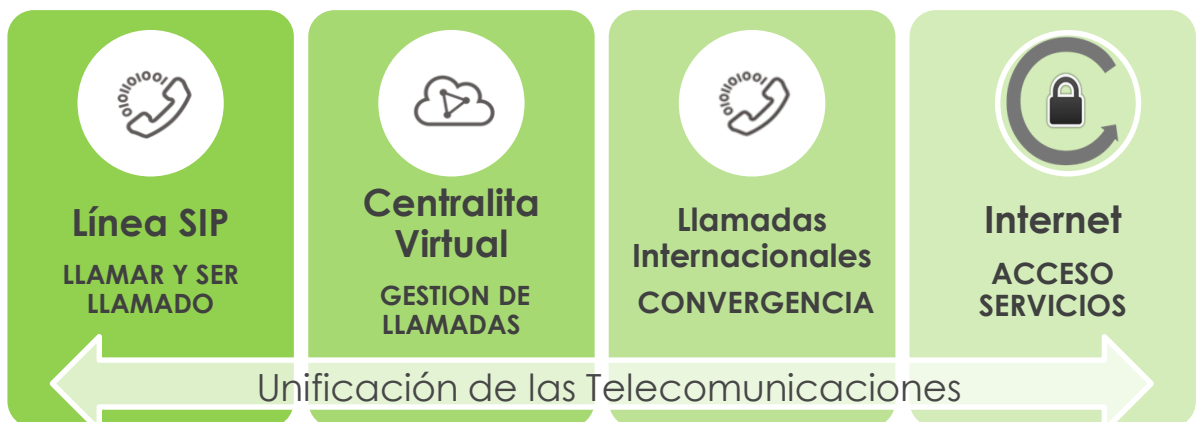 Línea SIP
LLAMAR Y SER
LLAMADO
Centralita
Virtual
GESTION DE
LLAMADAS
Llamadas
Internacionales
CONVERGENCIA
Internet
ACCESO
SERVICIOS
Unificación de las Telecomunicaciones